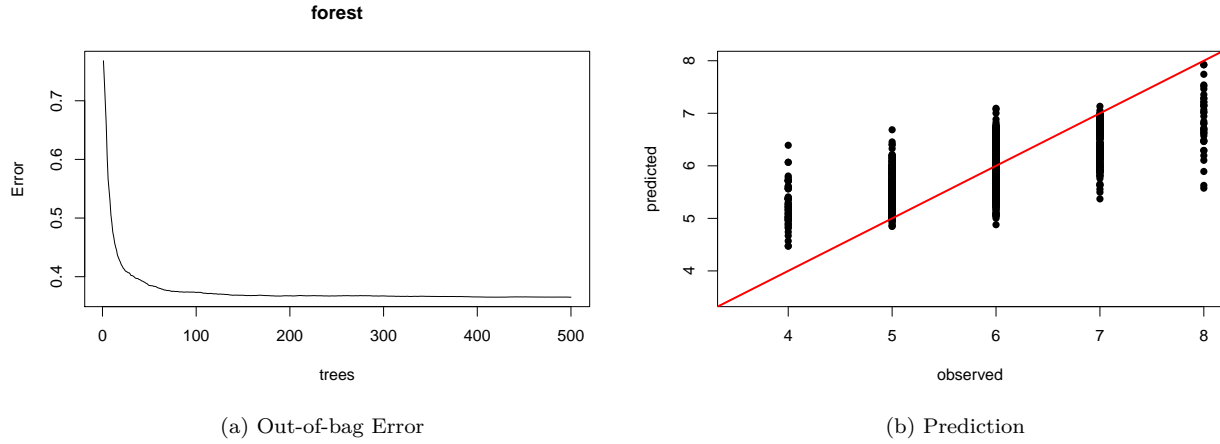 forest
0.7
0.6
0.5
0.4
Error
0 100 200 300 400 500
trees
(a) Out-of-bag Error
8
7
6
5
4
predicted
4 5 6 7 8
observed
(b) Prediction